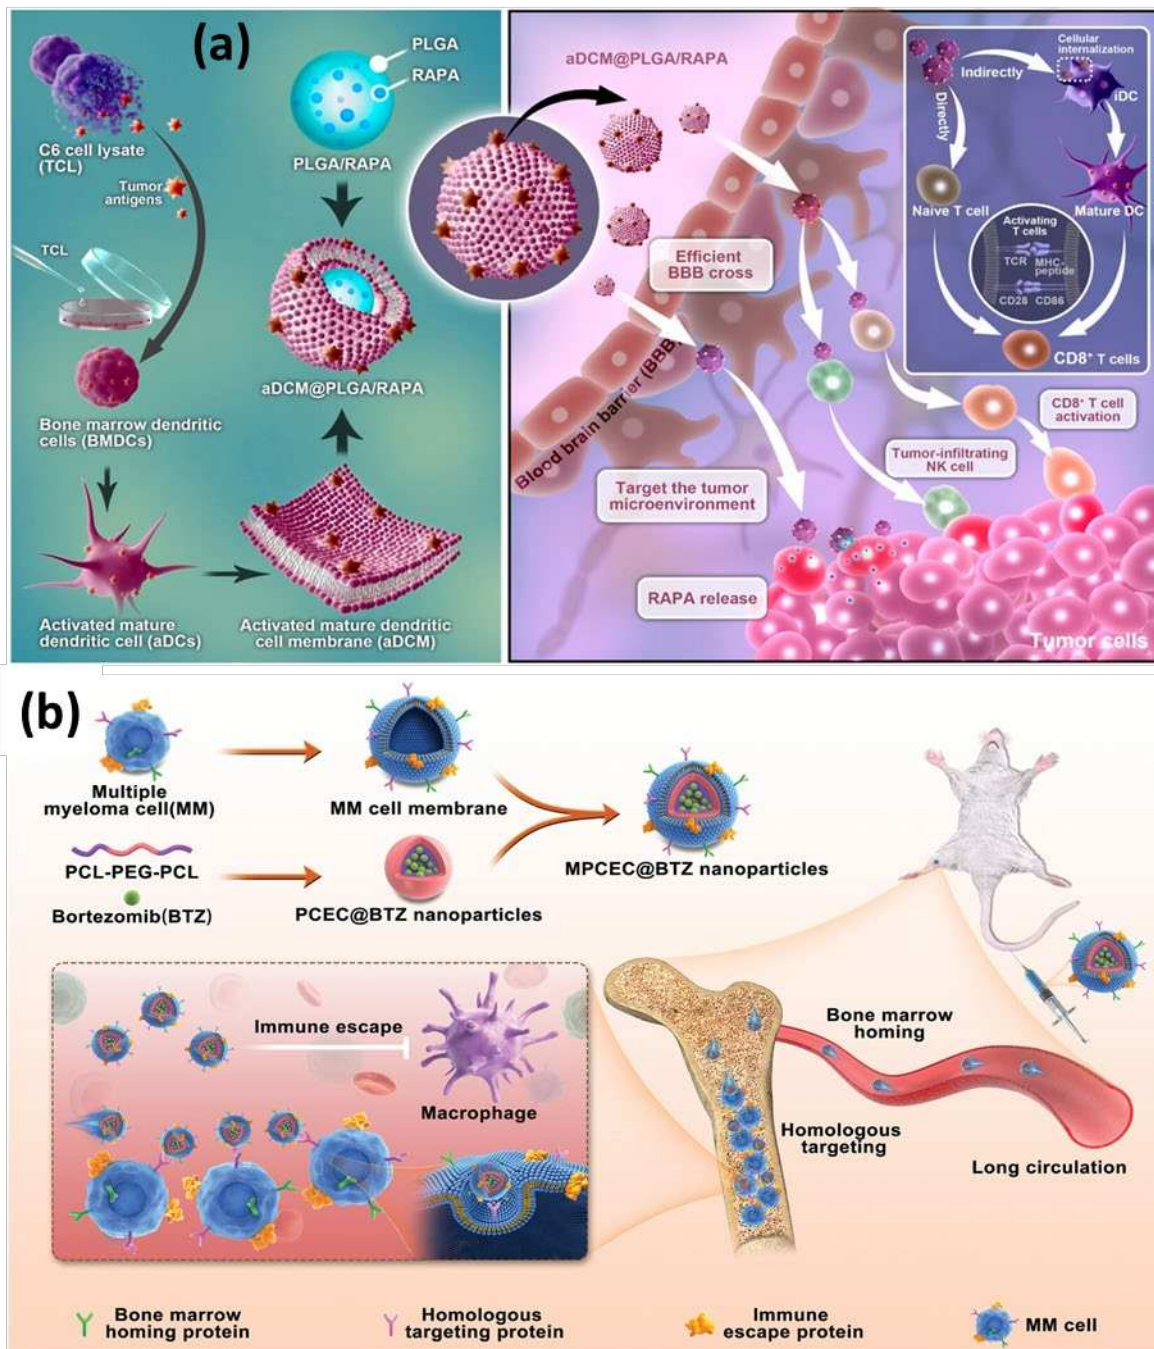 (a)
PLGA
RAPA
PLGA/RAPA
C6 cell lysate
(TCL)
Tumor
antigens
TCL
Bone marrow dendritic
cells (BMDCs)
aDCM@PLGA/RAPA
Activated mature
dendritic cell (aDCs)
Activated mature dendritic
cell membrane (aDCM)
aDCM@PLGA/RAPA
Efficient
BBB cross
Blood brain barrier (BBB)
Target the tumor
microenvironment
RAPA release
Tumor-infiltrating
NK cell
CD8⁺ T cell
activation
Tumor cells
Cellular
internalization
Indirectly
iDC
Directly
Naive T cell
Mature DC
Activating
T cells
TCR
MHC-
peptide
CD28
CD86
CD8⁺ T cells
(b)
Multiple
myeloma cell(MM)
MM cell membrane
PCL-PEG-PCL
Bortezomib(BTZ)
PCEC@BTZ nanoparticles
MPCEC@BTZ nanoparticles
Immune escape
Macrophage
Bone marrow
homing
Homologous
targeting
Long circulation
Bone marrow
homing protein
Homologous
targeting protein
Immune
escape protein
MM cell